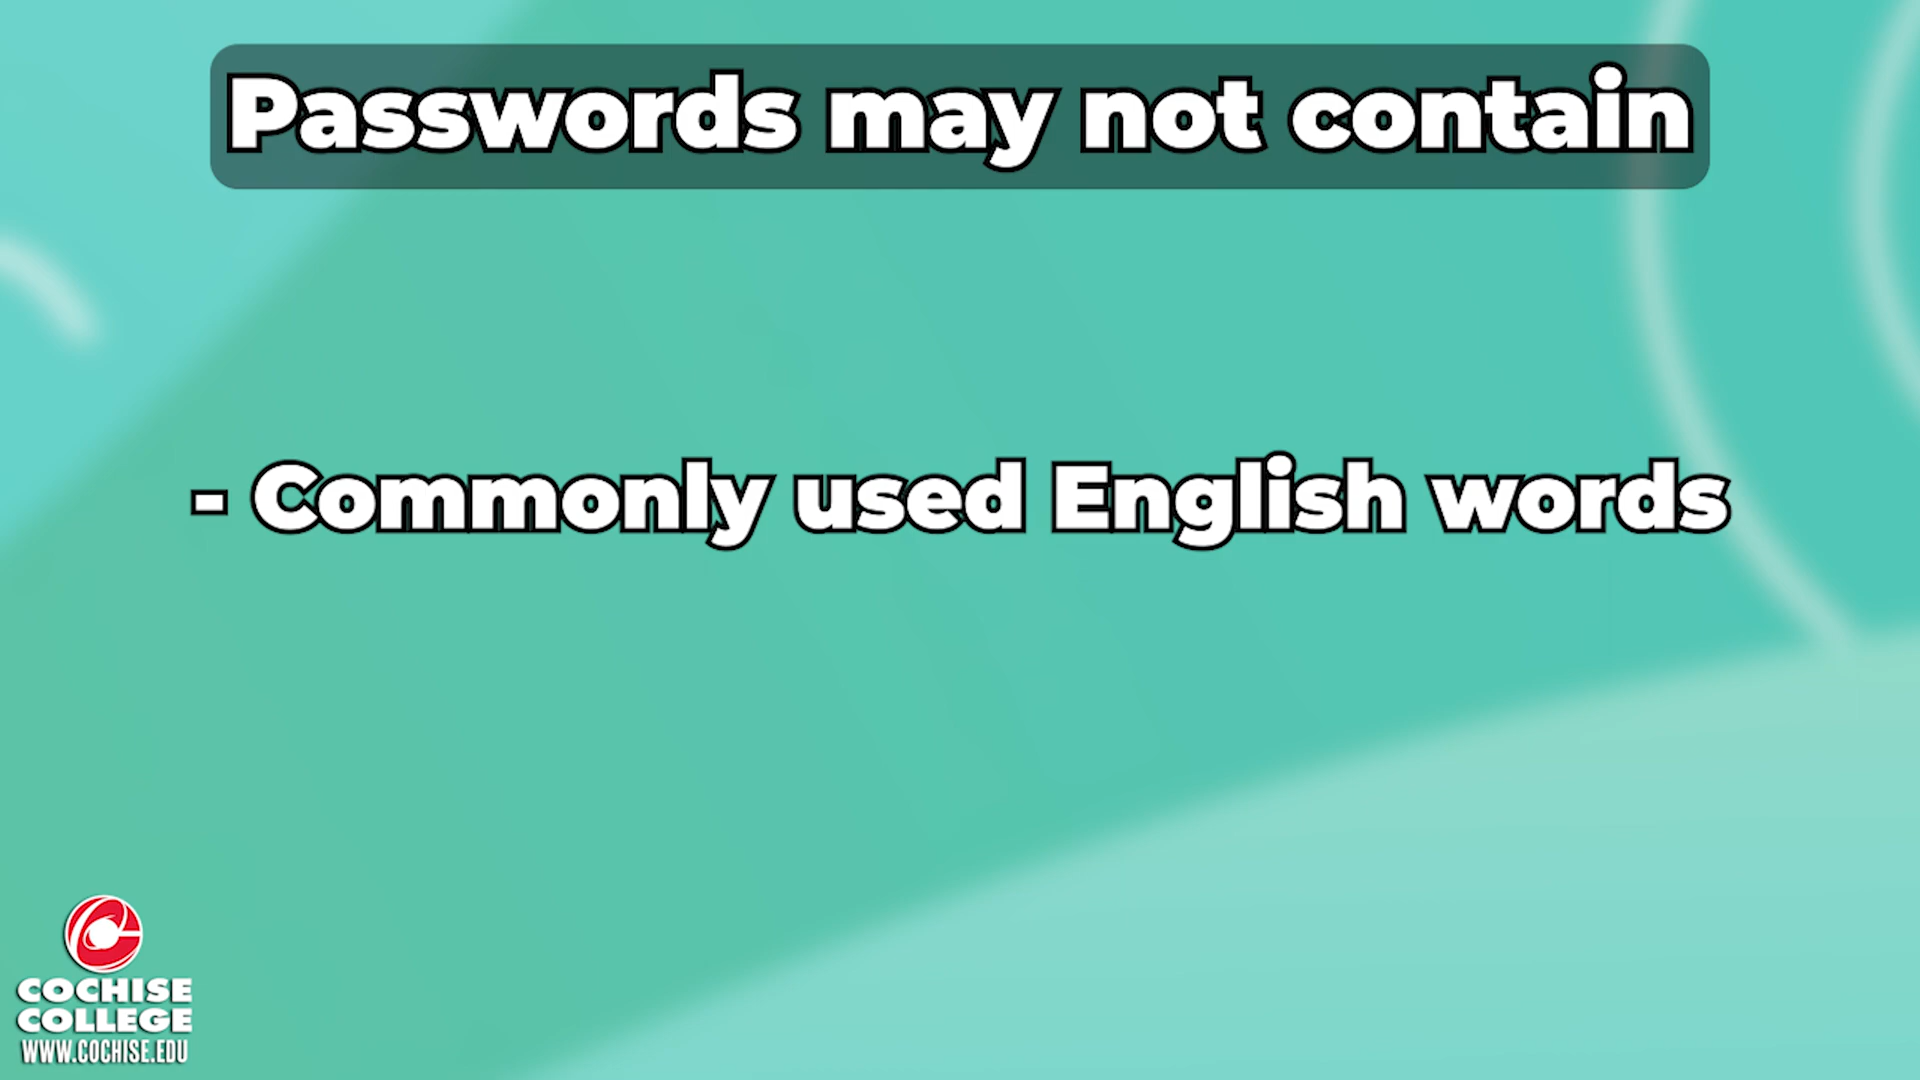 Passwords may not contain
- Commonly used English words
COCHISE
COLLEGE
WWW.COCHISE.EDU